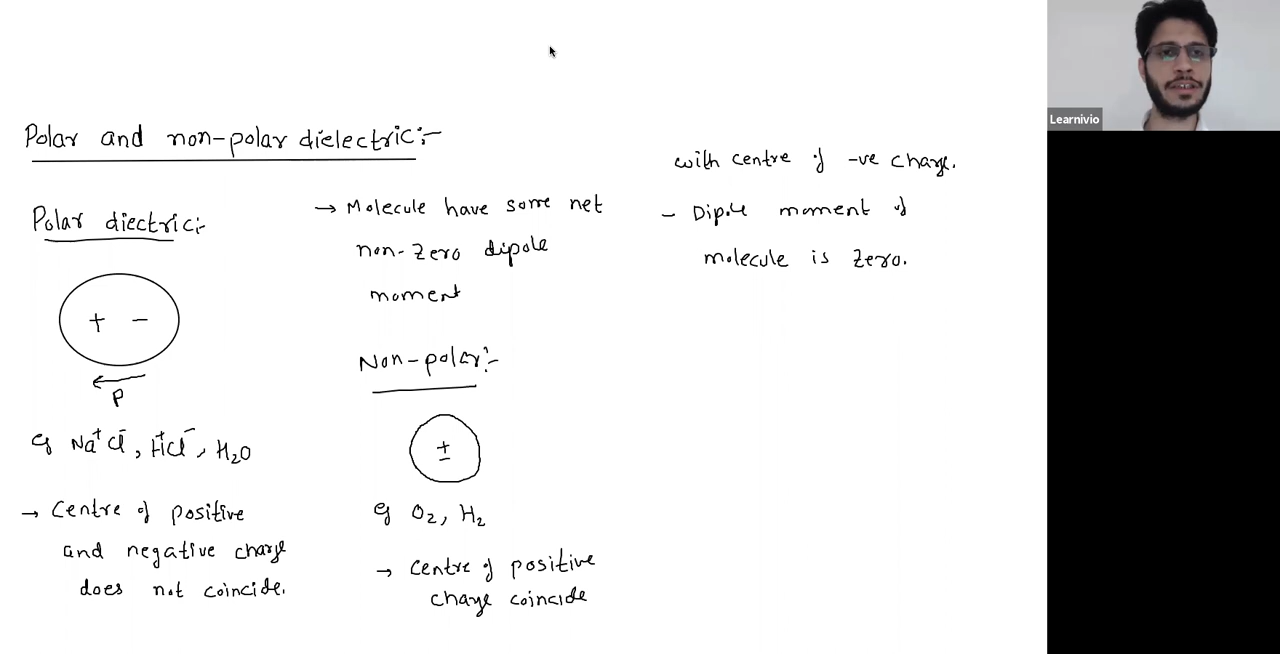 Polar and non-polar dielectric:-
Polar diectric:-
+ -
P
eg Na⁺Cl⁻, H⁺Cl⁻, H₂O
→ Centre of positive
and negative charge
does not coincide.
→ Molecule have some net
non-zero dipole
moment
Non-polar:-
±
eg O₂, H₂
→ Centre of positive
charge coincide
with centre of -ve charge.
- Dipole moment of
molecule is zero.
Learnivio